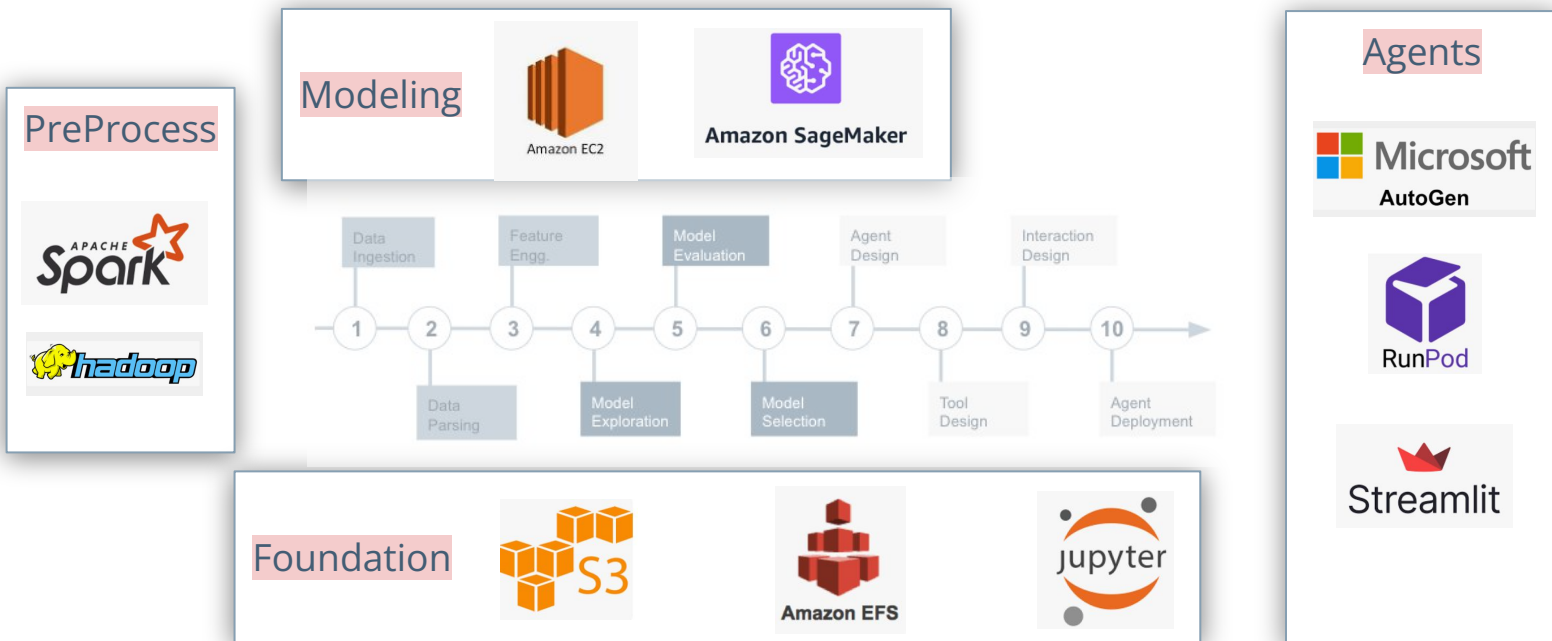 PreProcess
APACHE
Spark
hadoop
Modeling
Amazon EC2
Amazon SageMaker
Data
Ingestion
Feature
Engg.
Model
Evaluation
Agent
Design
Interaction
Design
1
2
3
4
5
6
7
8
9
10
Data
Parsing
Model
Exploration
Model
Selection
Tool
Design
Agent
Deployment
Foundation
S3
Amazon EFS
jupyter
Agents
Microsoft
AutoGen
RunPod
Streamlit